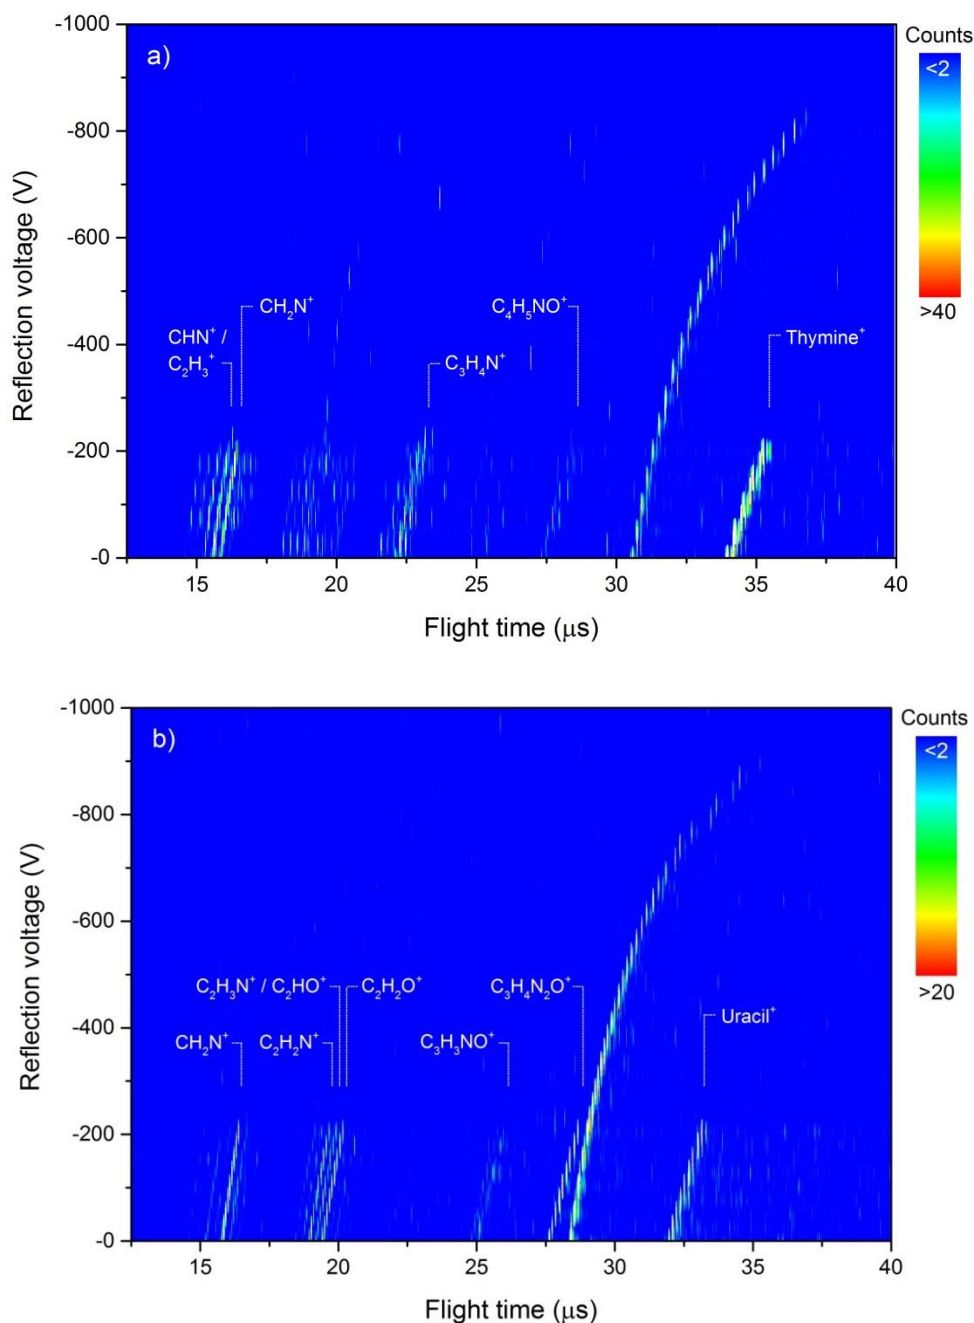 -1000
-800
-600
-400
-200
-0
Reflection voltage (V)
a)
Counts
<2
>40
CHN⁺ /
C₂H₃⁺
CH₂N⁺
C₃H₄N⁺
C₄H₅NO⁺
Thymine⁺
15 20 25 30 35 40
Flight time (μs)
-1000
-800
-600
-400
-200
-0
Reflection voltage (V)
b)
Counts
<2
>20
C₂H₃N⁺ / C₂HO⁺
C₂H₂O⁺
C₃H₄N₂O⁺
Uracil⁺
CH₂N⁺
C₂H₂N⁺
C₃H₃NO⁺
15 20 25 30 35 40
Flight time (μs)